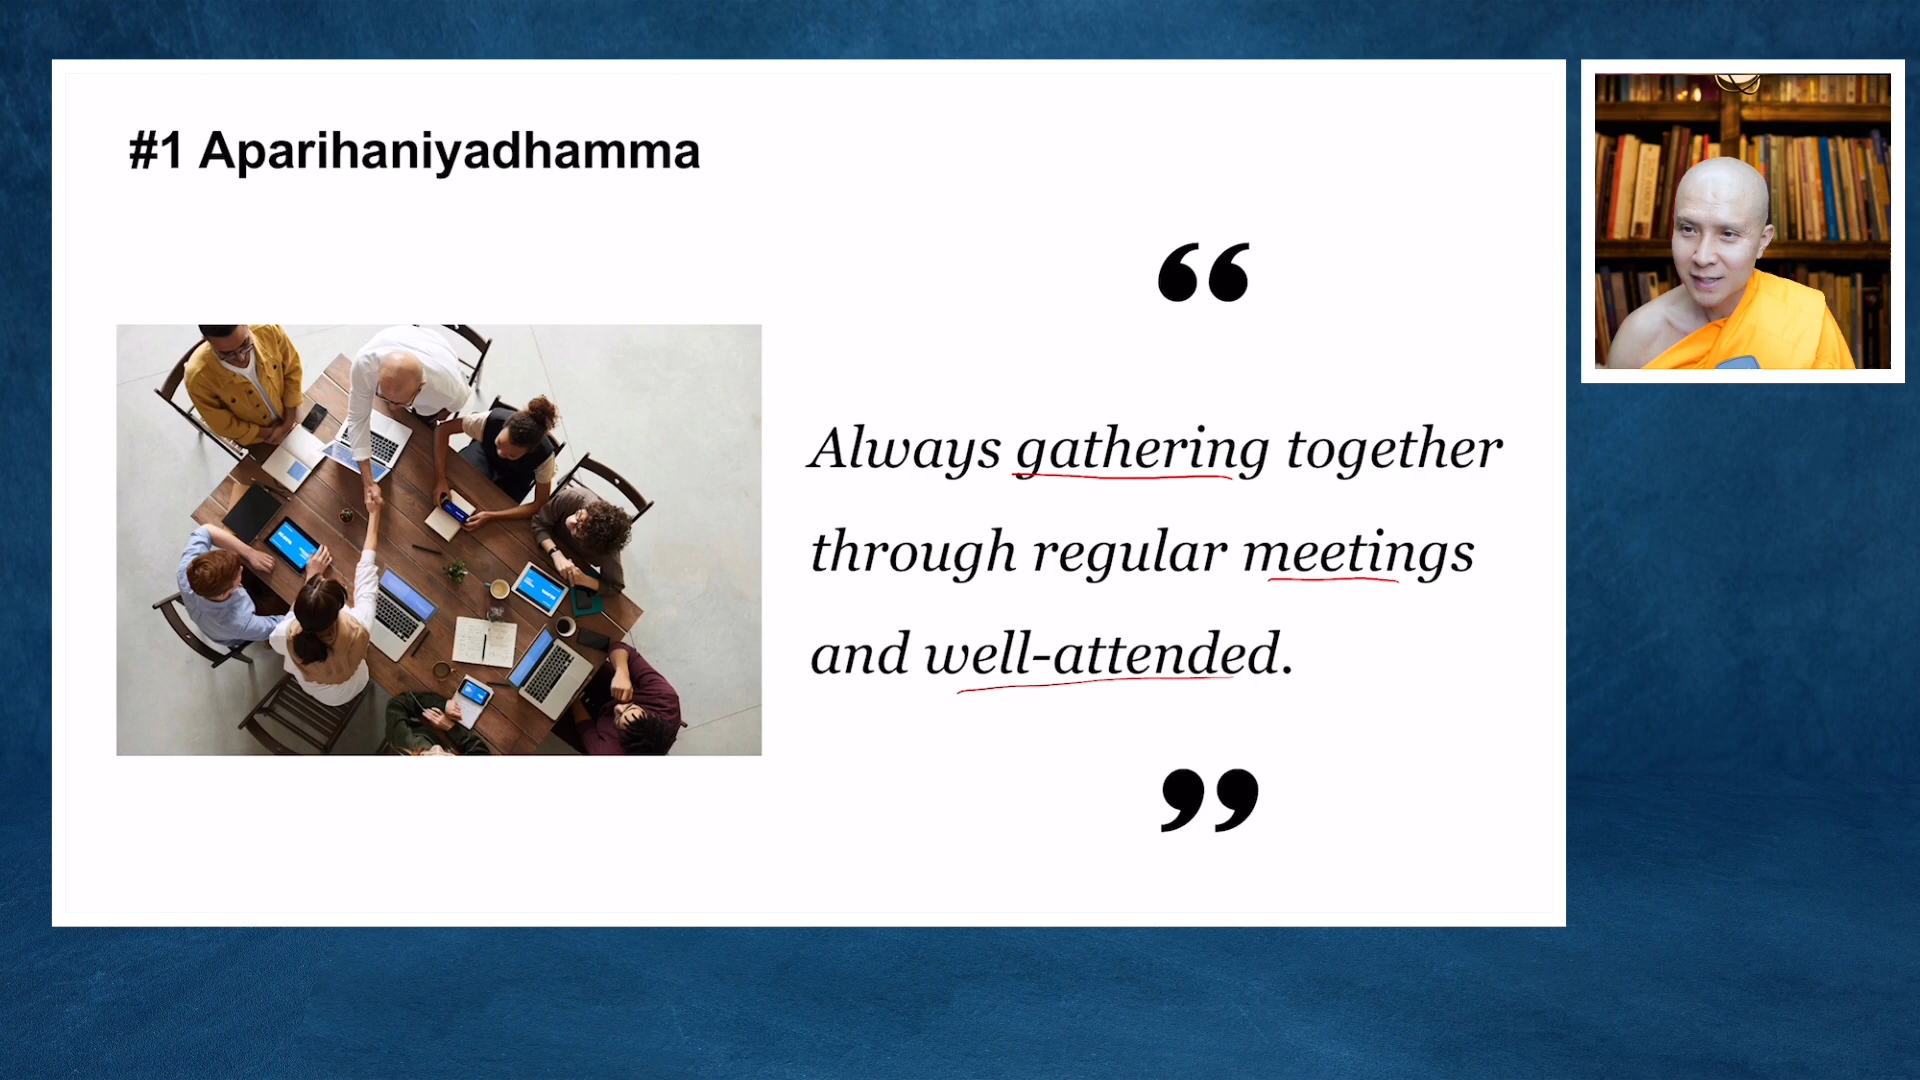 #1 Aparihaniyadhamma
“
Always gathering together
through regular meetings
and well-attended.
”